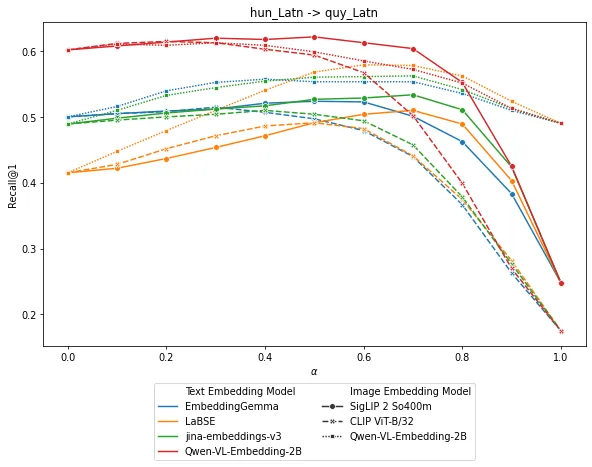 hun_Latn -> quy_Latn
0.6
0.5
0.4
0.3
0.2
Recall@1
0.0 0.2 0.4 0.6 0.8 1.0
α
Text Embedding Model
EmbeddingGemma
LaBSE
jina-embeddings-v3
Qwen-VL-Embedding-2B
Image Embedding Model
SigLIP 2 So400m
CLIP ViT-B/32
Qwen-VL-Embedding-2B